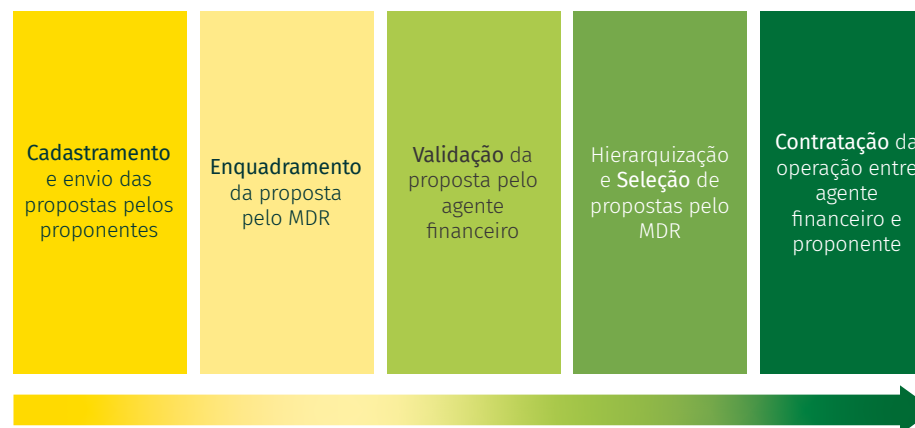 Cadastramento
e envio das
propostas pelos
proponentes
Enquadramento
da proposta
pelo MDR
Validação da
proposta pelo
agente
financeiro
Hierarquização
e Seleção de
propostas pelo
MDR
Contratação da
operação entre
agente
financeiro e
proponente